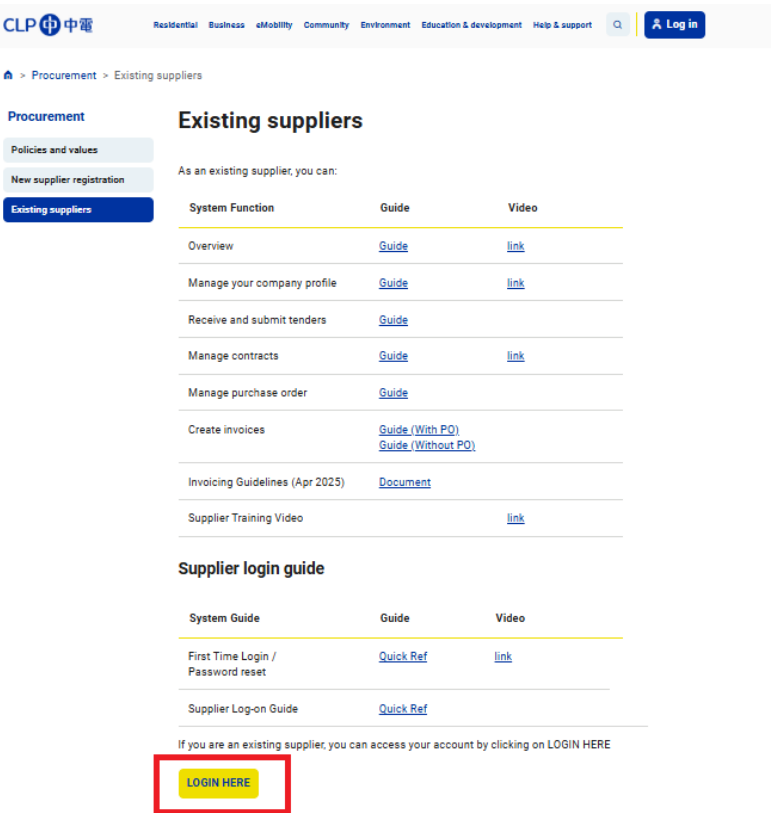 CLP 中電
Residential Business eMobility Community Environment Education & development Help & support Log in
> Procurement > Existing suppliers
Procurement
Policies and values
New supplier registration
Existing suppliers
Existing suppliers
As an existing supplier, you can:
System Function Guide Video
Overview Guide link
Manage your company profile Guide link
Receive and submit tenders Guide
Manage contracts Guide link
Manage purchase order Guide
Create invoices Guide (With PO)
Guide (Without PO)
Invoicing Guidelines (Apr 2025) Document
Supplier Training Video link
Supplier login guide
System Guide Guide Video
First Time Login / Quick Ref link
Password reset
Supplier Log-on Guide Quick Ref
If you are an existing supplier, you can access your account by clicking on LOGIN HERE
LOGIN HERE